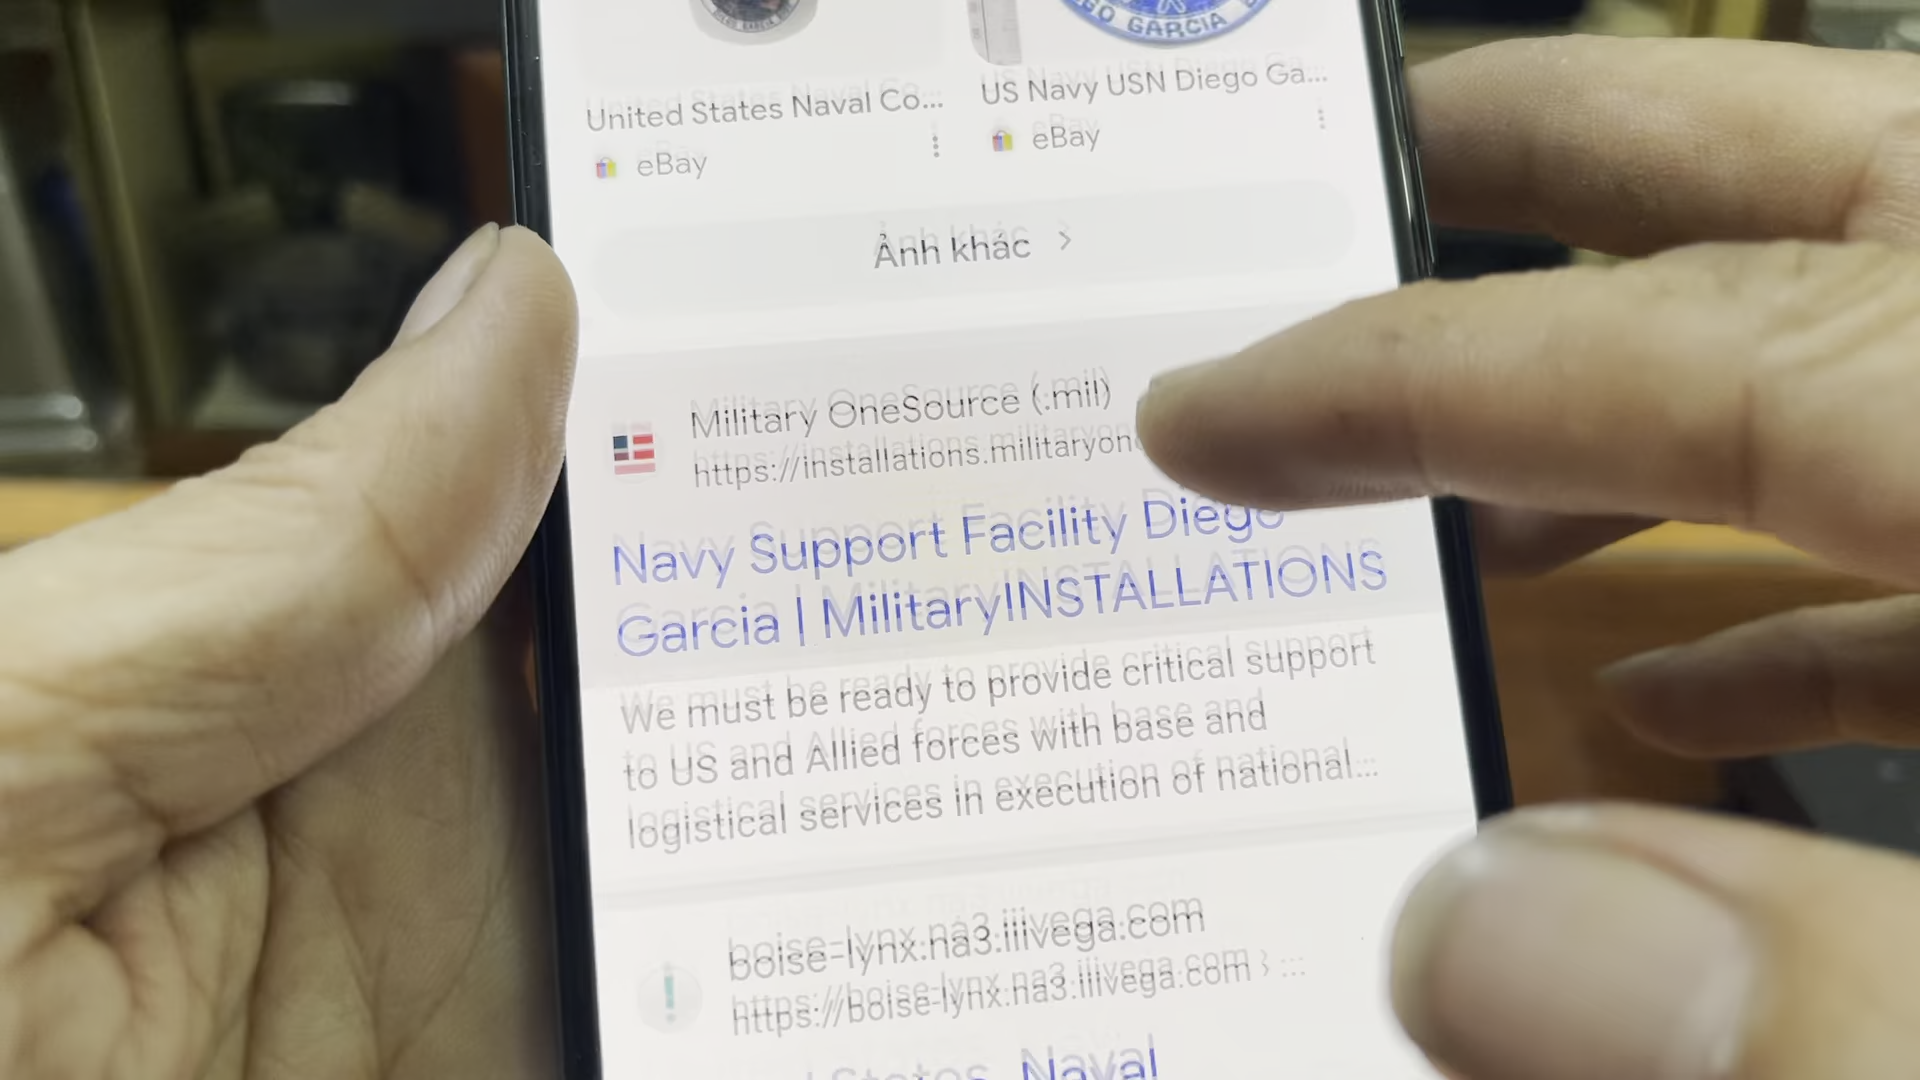 GO GARCIA
United States Naval Co...
US Navy USN Diego Ga...
eBay
eBay
Ảnh khác
Military OneSource (.mil)
https://installations.militaryon
Navy Support Facility Diego
Garcia | MilitaryINSTALLATIONS
We must be ready to provide critical support
to US and Allied forces with base and
logistical services in execution of national...
boise-lynx.na3.iiivega.com
https://boise-lynx.na3.iiivega.com › ...
States Naval